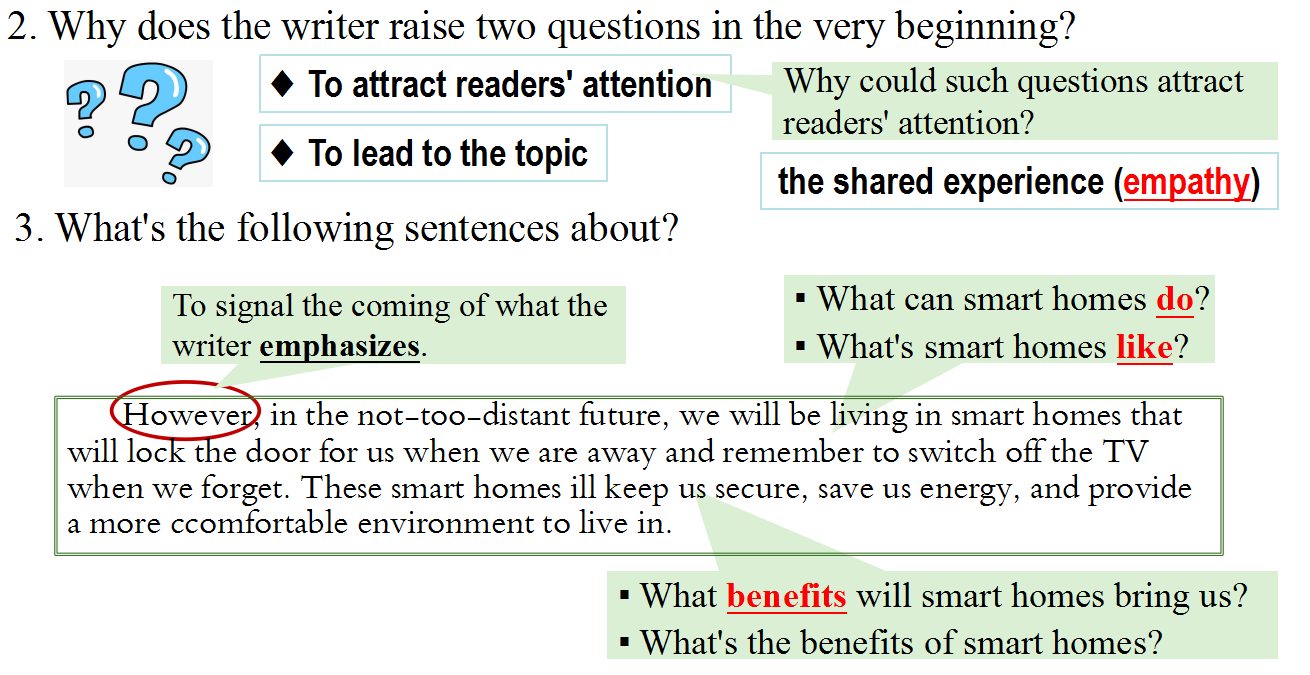 2. Why does the writer raise two questions in the very beginning?
♦ To attract readers' attention
Why could such questions attract
readers' attention?
♦ To lead to the topic
the shared experience (empathy)
3. What's the following sentences about?
To signal the coming of what the
writer emphasizes.
▪ What can smart homes do?
▪ What's smart homes like?
However, in the not-too-distant future, we will be living in smart homes that
will lock the door for us when we are away and remember to switch off the TV
when we forget. These smart homes ill keep us secure, save us energy, and provide
a more ccomfortable environment to live in.
▪ What benefits will smart homes bring us?
▪ What's the benefits of smart homes?